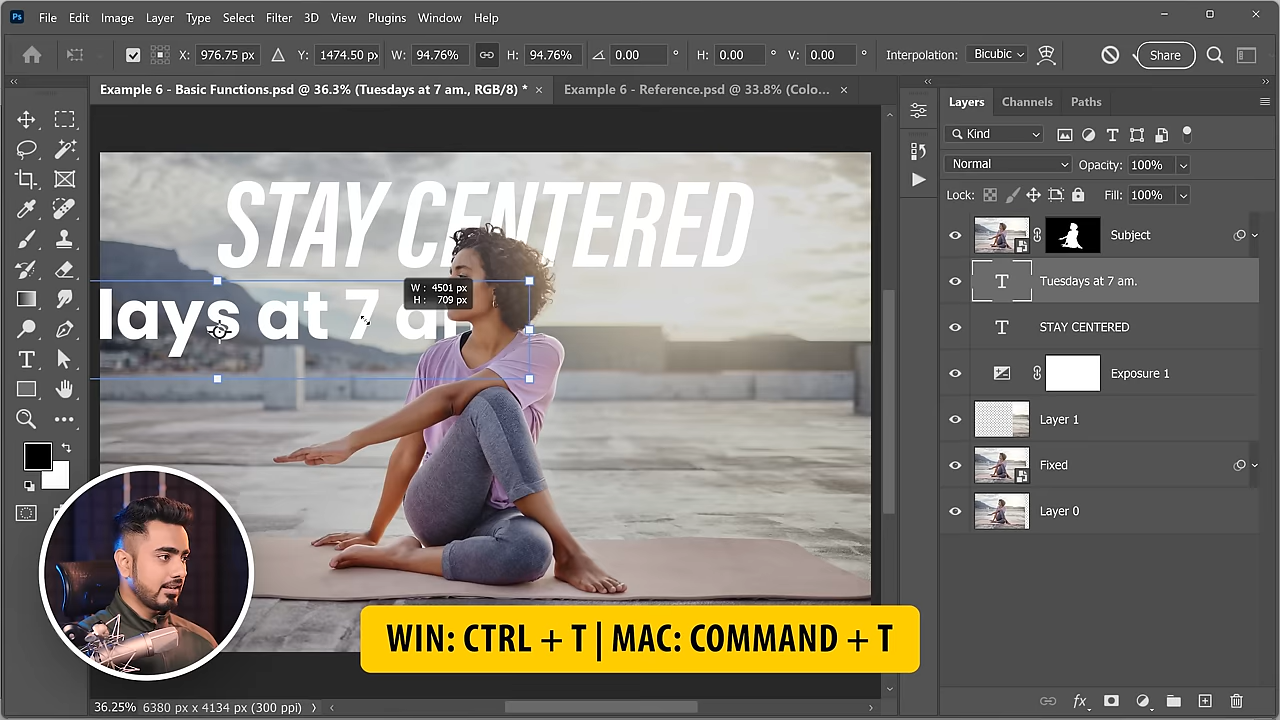 Ps File Edit Image Layer Type Select Filter 3D View Plugins Window Help
X: 976.75 px Y: 1474.50 px W: 94.76% H: 94.76% 0.00 ° H: 0.00 ° V: 0.00 ° Interpolation: Bicubic Share
Example 6 - Basic Functions.psd @ 36.3% (Tuesdays at 7 am., RGB/8) * × Example 6 - Reference.psd @ 33.8% (Colo... ×
Layers Channels Paths
Kind
Normal Opacity: 100%
Lock: Fill: 100%
STAY CENTERED
Subject
W : 4501 px
H : 709 px
days at 7 am
Tuesdays at 7 am.
STAY CENTERED
Exposure 1
Layer 1
Fixed
Layer 0
WIN: CTRL + T | MAC: COMMAND + T
36.25% 6380 px x 4134 px (300 ppi)